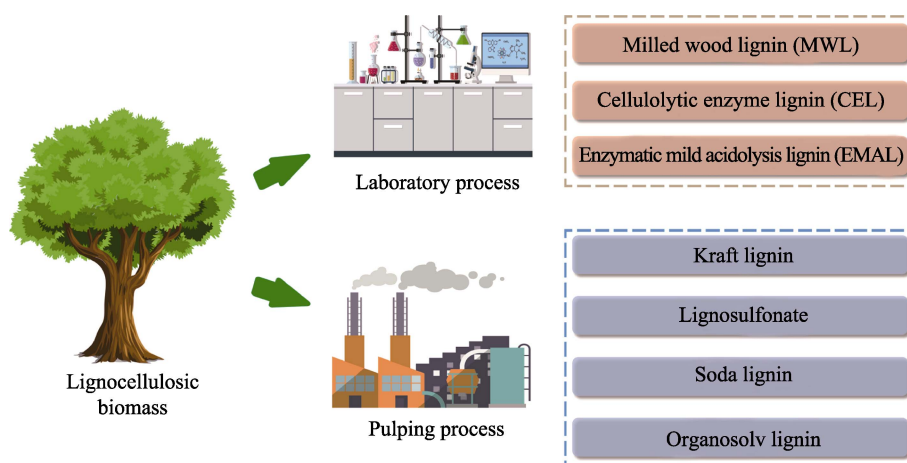 Milled wood lignin (MWL)
Cellulolytic enzyme lignin (CEL)
Enzymatic mild acidolysis lignin (EMAL)
Laboratory process
Lignocellulosic
biomass
Kraft lignin
Lignosulfonate
Soda lignin
Organosolv lignin
Pulping process